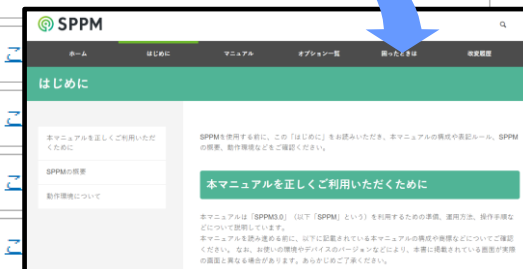 SPPM
ホーム
はじめに
マニュアル
オプション一覧
困ったときは
改変履歴
はじめに
本マニュアルを正しくご利用いただくために
SPPMの概要
動作環境について
SPPMを使用する前に、この「はじめに」をお読みいただき、本マニュアルの構成や表記ルール、SPPM
の概要、動作環境などをご確認ください。
本マニュアルを正しくご利用いただくために
本マニュアルは「SPPM3.0」（以下「SPPM」という）を利用するための準備、運用方法、操作手順な
どについて説明しています。
本マニュアルを読み進める前に、以下に記載されている本マニュアルの構成や商標などについてご確認
ください。なお、お使いの環境やデバイスのバージョンなどにより、本書に掲載されている画面が実際
の画面と異なる場合があります。あらかじめご了承ください。
こ
こ
こ
こ